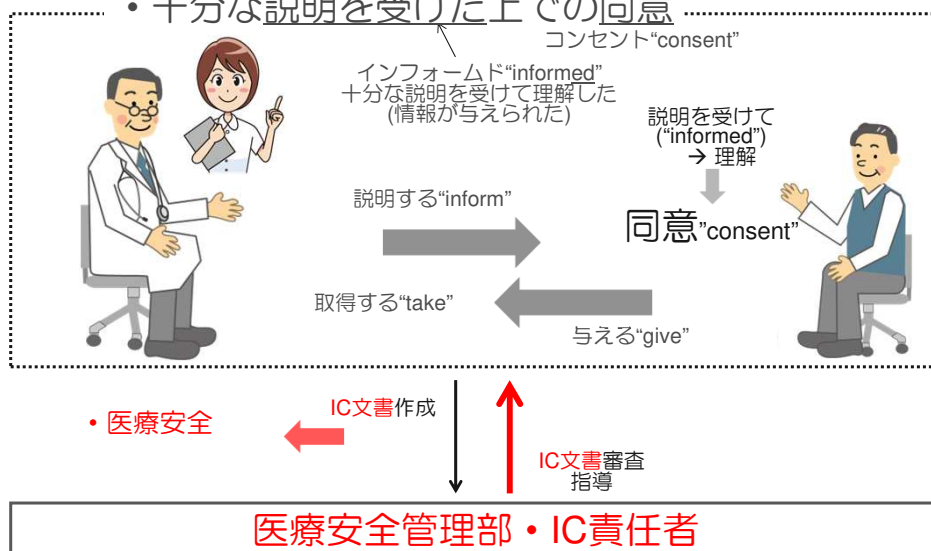 ・十分な説明を受けた上での同意
コンセント“consent”
インフォームド“informed”
十分な説明を受けて理解した
(情報が与えられた)
説明を受けて
(“informed”)
→ 理解
説明する“inform”
同意”consent”
取得する“take”
与える“give”
IC文書作成
・医療安全
IC文書審査
指導
医療安全管理部・IC責任者